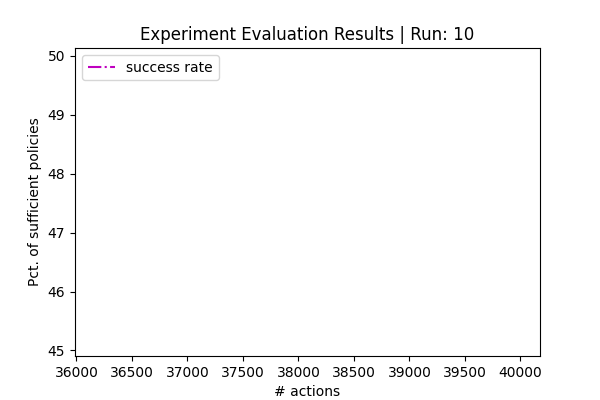 Experiment Evaluation Results | Run: 10
success rate
Pct. of sufficient policies
50
49
48
47
46
45
36000 36500 37000 37500 38000 38500 39000 39500 40000
# actions